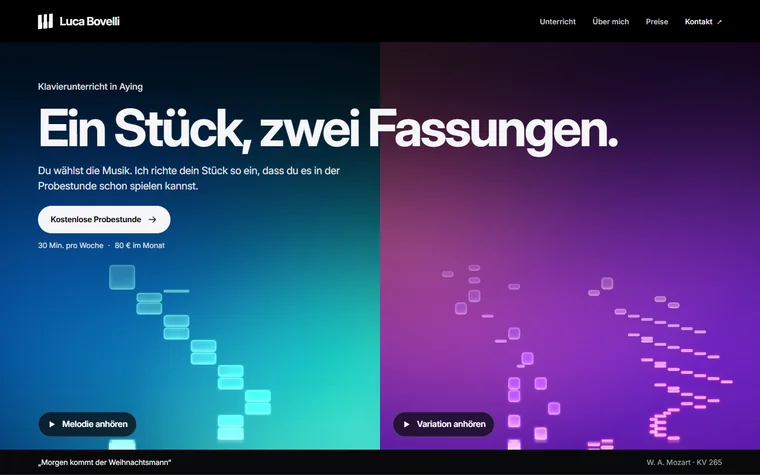 Luca Bovelli
Unterricht
Über mich
Preise
Kontakt ↗
Klavierunterricht in Aying
Ein Stück, zwei Fassungen.
Du wählst die Musik. Ich richte dein Stück so ein, dass du es in der
Probestunde schon spielen kannst.
Kostenlose Probestunde →
30 Min. pro Woche · 80 € im Monat
Melodie anhören
Variation anhören
„Morgen kommt der Weihnachtsmann“
W. A. Mozart · KV 265